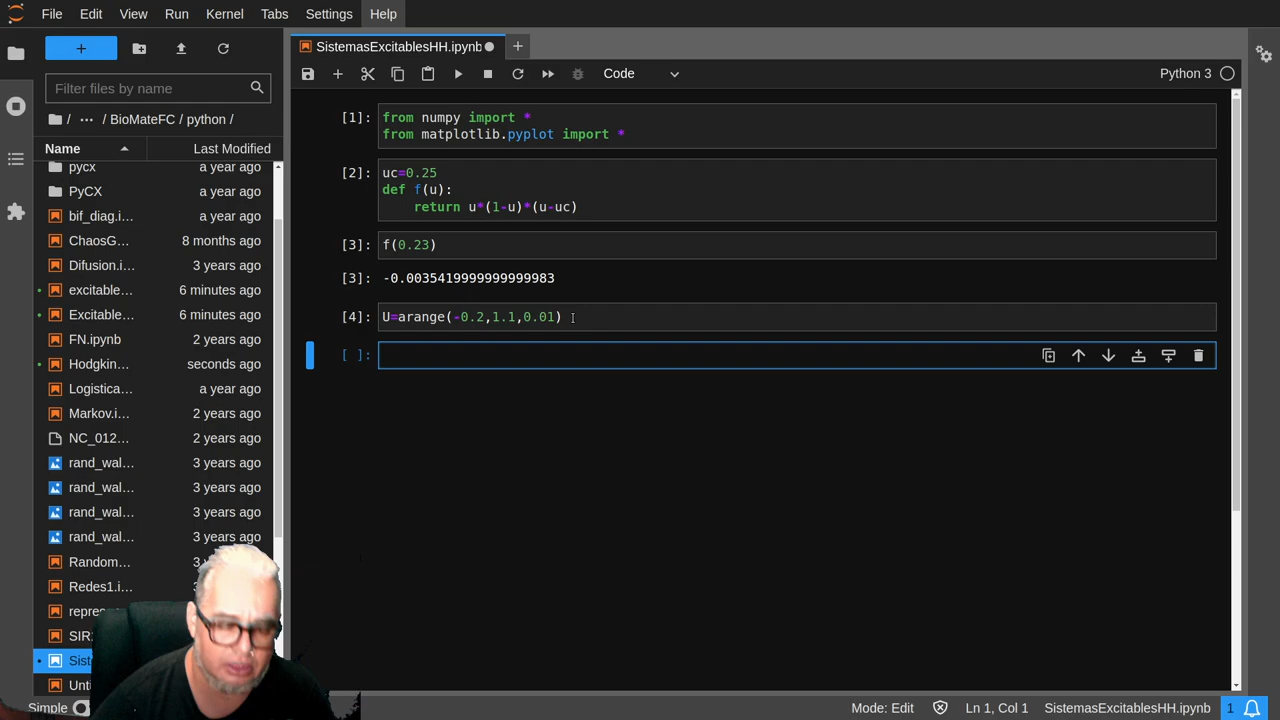 File Edit View Run Kernel Tabs Settings Help
SistemasExcitablesHH.ipynb
Filter files by name
Code
Python 3
/ ... / BioMateFC / python /
Name Last Modified
pycx a year ago
PyCX a year ago
bif_diag.i... a year ago
ChaosG... 8 months ago
Difusion.i... 3 years ago
excitable... 6 minutes ago
Excitable... 6 minutes ago
FN.ipynb 2 years ago
Hodgkin... seconds ago
Logistica... a year ago
Markov.i... 2 years ago
NC_012... 2 years ago
rand_wal... 3 years ago
rand_wal... 3 years ago
rand_wal... 3 years ago
rand_wal... 3 years ago
Random... 3
Redes1.i...
repres
SIR
Sist
Unti
[1]: from numpy import *
from matplotlib.pyplot import *
[2]: uc=0.25
def f(u):
return u*(1-u)*(u-uc)
[3]: f(0.23)
[3]: -0.0035419999999999983
[4]: U=arange(-0.2,1.1,0.01)
[ ]:
Simple
Mode: Edit
Ln 1, Col 1
SistemasExcitablesHH.ipynb
1